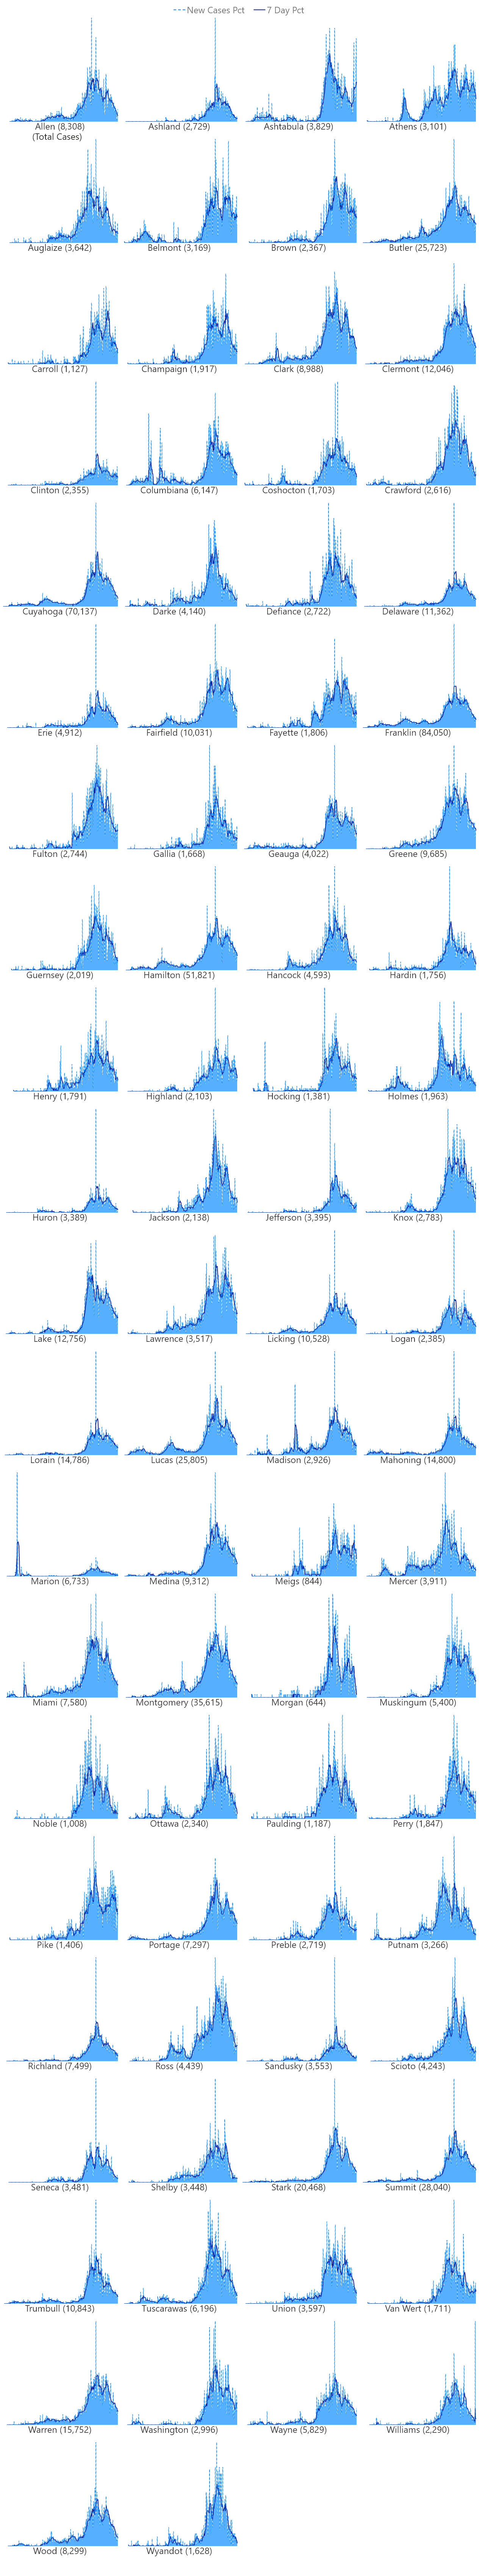 New Cases Pct 7 Day Pct
Allen (8,308) Ashland (2,729) Ashtabula (3,829) Athens (3,101)
(Total Cases)
Auglaize (3,642) Belmont (3,169) Brown (2,367) Butler (25,723)
Carroll (1,127) Champaign (1,917) Clark (8,988) Clermont (12,046)
Clinton (2,355) Columbiana (6,147) Coshocton (1,703) Crawford (2,616)
Cuyahoga (70,137) Darke (4,140) Defiance (2,722) Delaware (11,362)
Erie (4,912) Fairfield (10,031) Fayette (1,806) Franklin (84,050)
Fulton (2,744) Gallia (1,668) Geauga (4,022) Greene (9,685)
Guernsey (2,019) Hamilton (51,821) Hancock (4,593) Hardin (1,756)
Henry (1,791) Highland (2,103) Hocking (1,381) Holmes (1,963)
Huron (3,389) Jackson (2,138) Jefferson (3,395) Knox (2,783)
Lake (12,756) Lawrence (3,517) Licking (10,528) Logan (2,385)
Lorain (14,786) Lucas (25,805) Madison (2,926) Mahoning (14,800)
Marion (6,733) Medina (9,312) Meigs (844) Mercer (3,911)
Miami (7,580) Montgomery (35,615) Morgan (644) Muskingum (5,400)
Noble (1,008) Ottawa (2,340) Paulding (1,187) Perry (1,847)
Pike (1,406) Portage (7,297) Preble (2,719) Putnam (3,266)
Richland (7,499) Ross (4,439) Sandusky (3,553) Scioto (4,243)
Seneca (3,481) Shelby (3,448) Stark (20,468) Summit (28,040)
Trumbull (10,843) Tuscarawas (6,196) Union (3,597) Van Wert (1,711)
Warren (15,752) Washington (2,996) Wayne (5,829) Williams (2,290)
Wood (8,299) Wyandot (1,628)